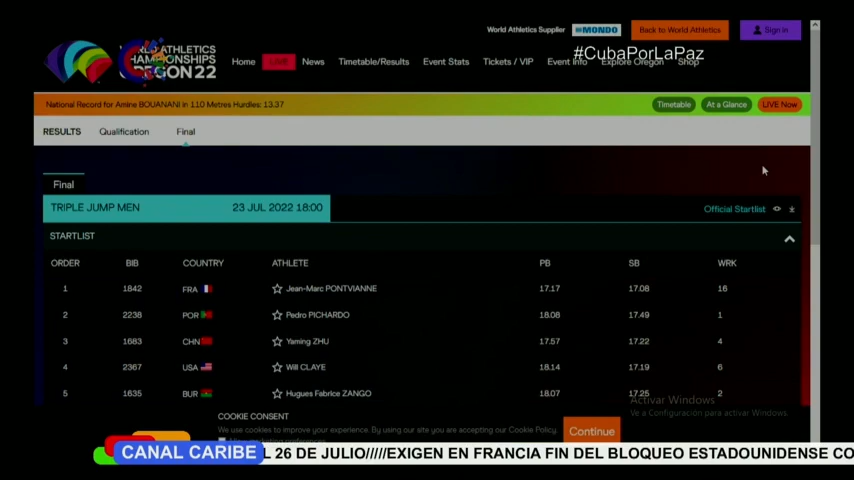 World Athletics Supplier MONDO Back to World Athletics Sign In
#CubaPorLaPaz
WORLD ATHLETICS
CHAMPIONSHIPS
OREGON22
Home LIVE News Timetable/Results Event Stats Tickets / VIP Event Info Explore Oregon Shop
National Record for Amine BOUANANI in 110 Metres Hurdles: 13.37 Timetable At a Glance LIVE Now
RESULTS Qualification Final
Final
TRIPLE JUMP MEN 23 JUL 2022 18:00 Official Startlist
STARTLIST
ORDER BIB COUNTRY ATHLETE PB SB WRK
1 1842 FRA Jean-Marc PONTVIANNE 17.17 17.08 16
2 2238 POR Pedro PICHARDO 18.08 17.49 1
3 1683 CHN Yaming ZHU 17.57 17.22 4
4 2367 USA Will CLAYE 18.14 17.19 6
5 1635 BUR Hugues Fabrice ZANGO 18.07 17.25 2
Activar Windows
Ve a Configuración para activar Windows.
COOKIE CONSENT
We use cookies to improve your experience. By using our site you are accepting our Cookie Policy.
Allow marketing preferences
Continue
CANAL CARIBE L 26 DE JULIO/////EXIGEN EN FRANCIA FIN DEL BLOQUEO ESTADOUNIDENSE CO